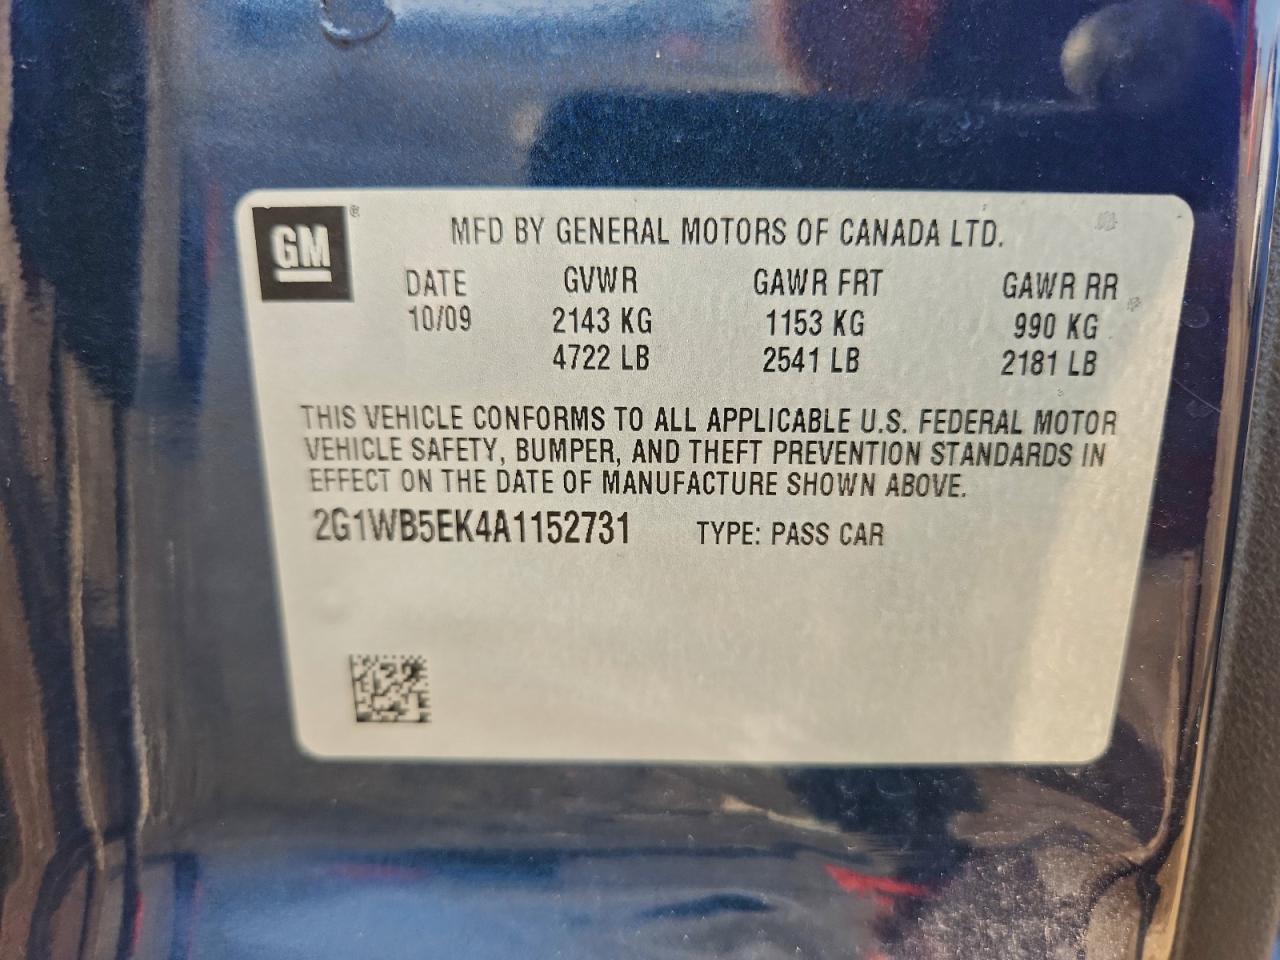 GM ®
MFD BY GENERAL MOTORS OF CANADA LTD.
DATE GVWR GAWR FRT GAWR RR
10/09 2143 KG 1153 KG 990 KG
4722 LB 2541 LB 2181 LB
THIS VEHICLE CONFORMS TO ALL APPLICABLE U.S. FEDERAL MOTOR
VEHICLE SAFETY, BUMPER, AND THEFT PREVENTION STANDARDS IN
EFFECT ON THE DATE OF MANUFACTURE SHOWN ABOVE.
2G1WB5EK4A1152731 TYPE: PASS CAR